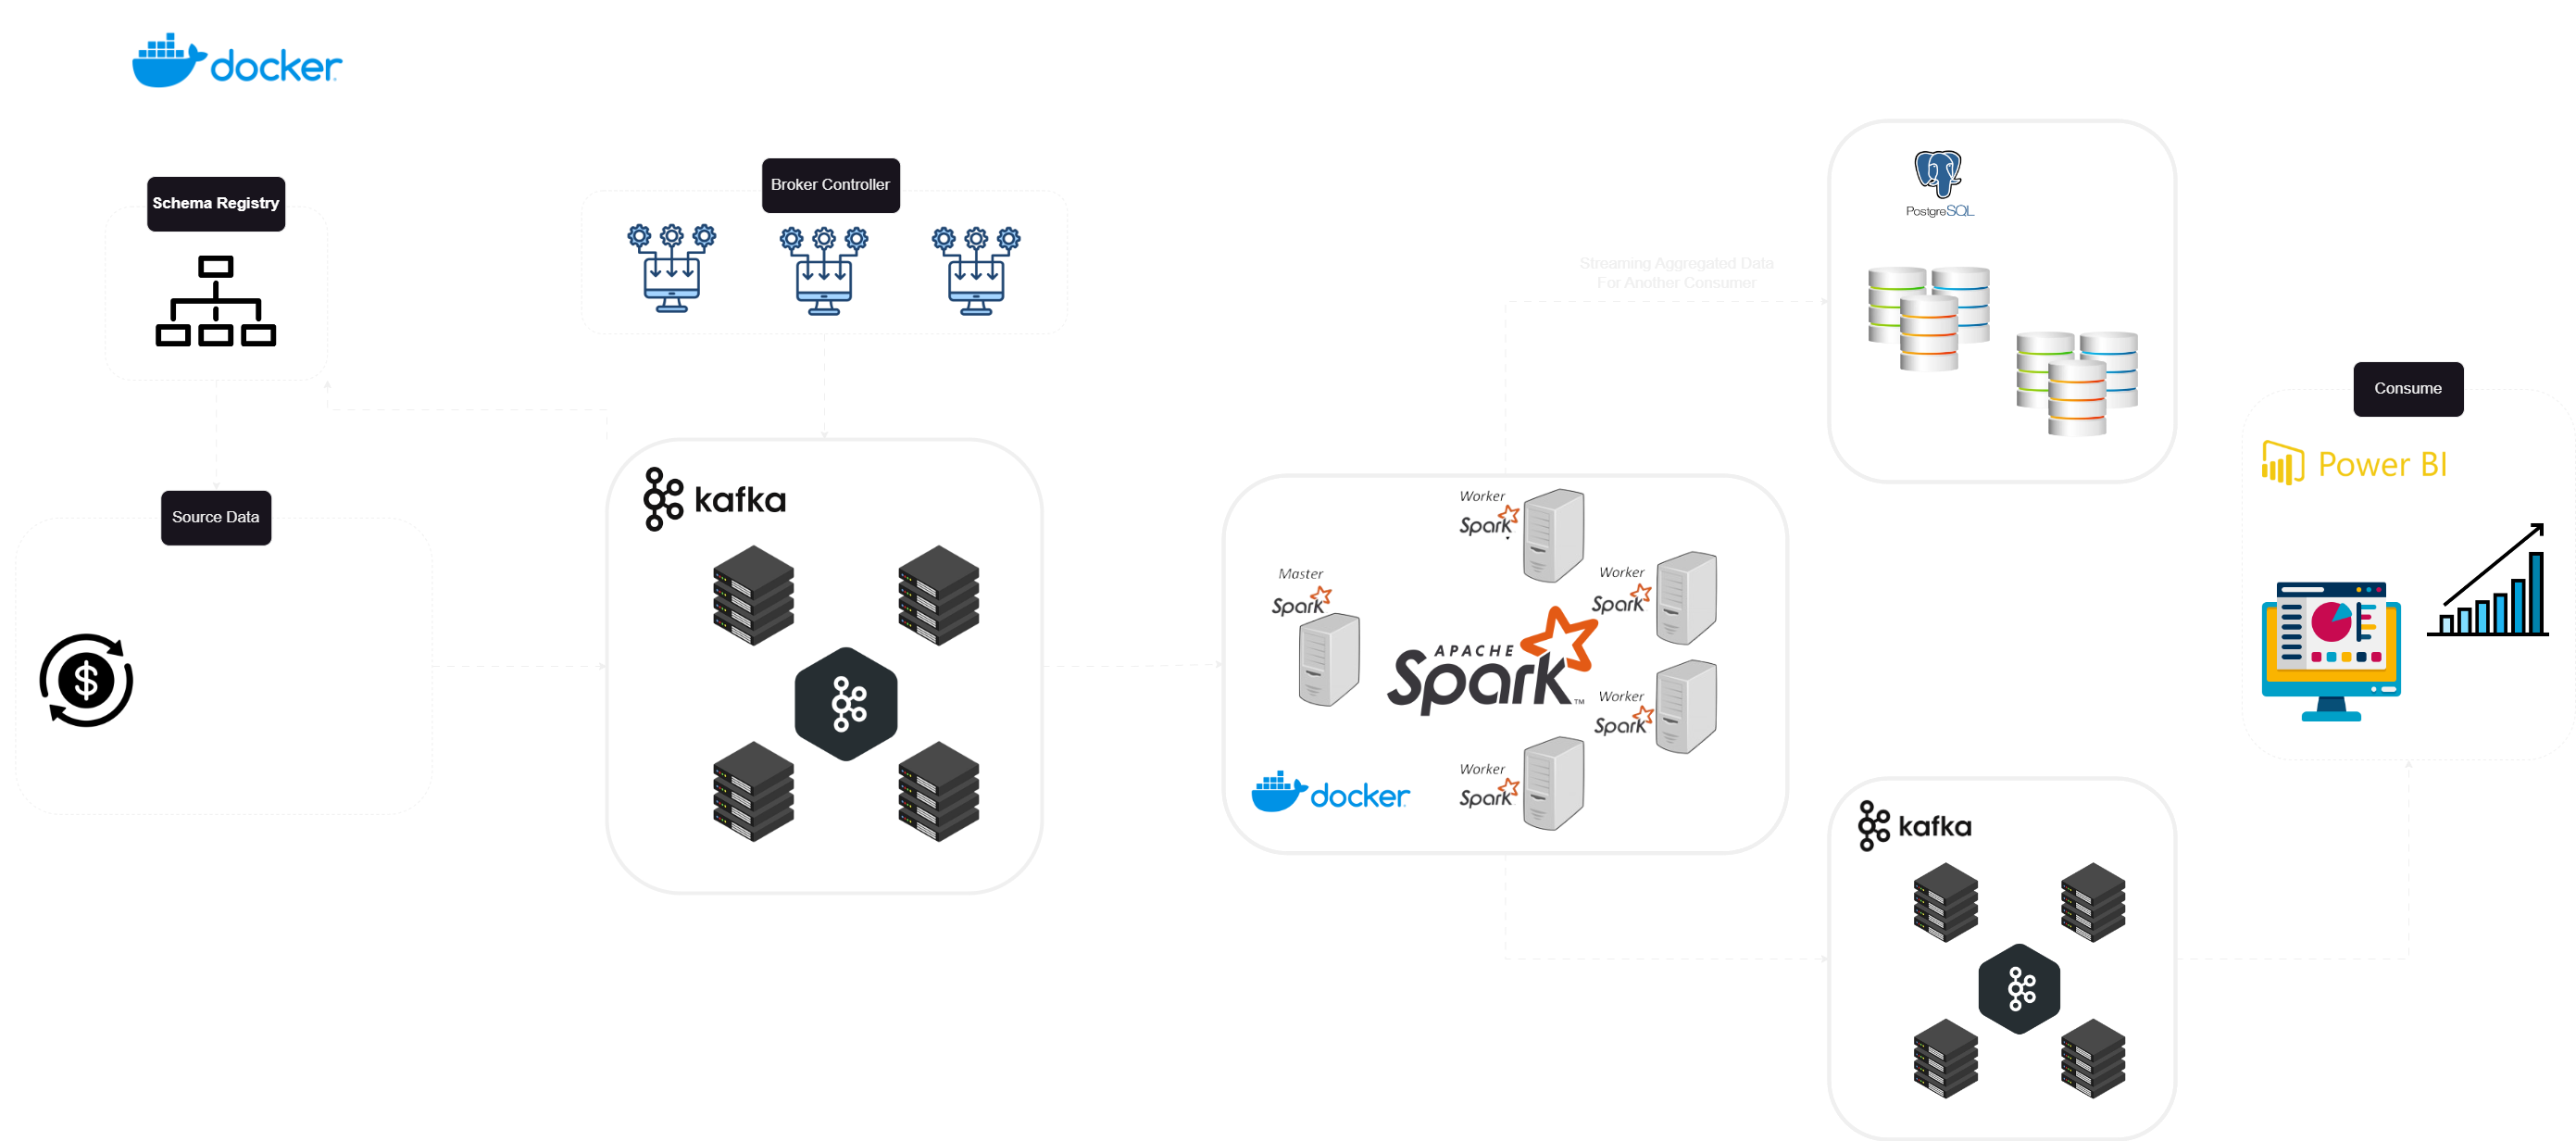 docker
Schema Registry
Broker Controller
Source Data
kafka
Streaming Aggregated Data
For Another Consumer
PostgreSQL
Worker
Spark
Worker
Spark
Master
Spark
APACHE
Spark™
Worker
Spark
Worker
Spark
docker
kafka
Consume
Power BI